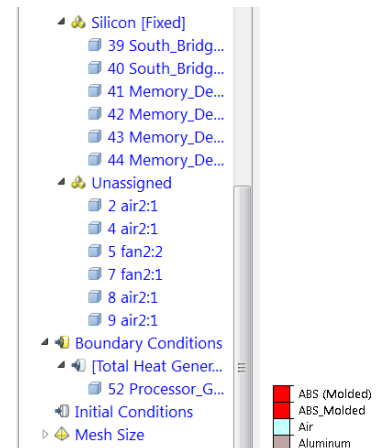 Silicon [Fixed]
39 South_Bridg...
40 South_Bridg...
41 Memory_De...
42 Memory_De...
43 Memory_De...
44 Memory_De...
Unassigned
2 air2:1
4 air2:1
5 fan2:2
7 fan2:1
8 air2:1
9 air2:1
Boundary Conditions
[Total Heat Gener...
52 Processor_G...
Initial Conditions
Mesh Size
ABS (Molded)
ABS_Molded
Air
Aluminum